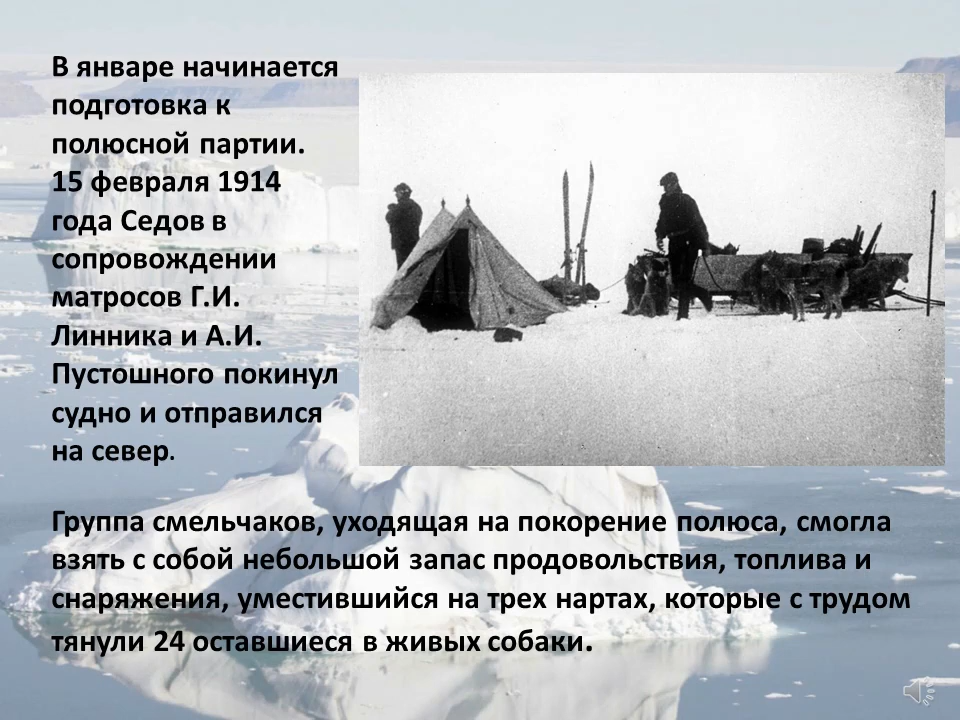 В январе начинается
подготовка к
полюсной партии.
15 февраля 1914
года Седов в
сопровождении
матросов Г.И.
Линника и А.И.
Пустошного покинул
судно и отправился
на север.
Группа смельчаков, уходящая на покорение полюса, смогла
взять с собой небольшой запас продовольствия, топлива и
снаряжения, уместившийся на трех нартах, которые с трудом
тянули 24 оставшиеся в живых собаки.